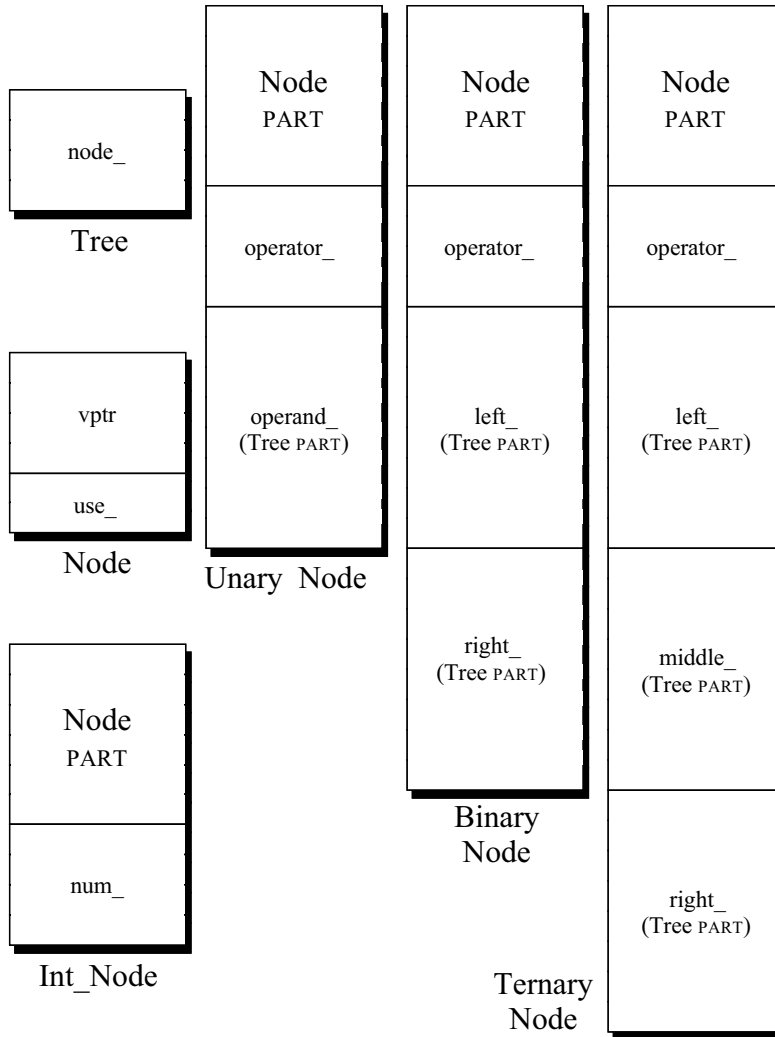 node_
Tree
vptr
use_
Node
Node
PART
num_
Int_Node
Node
PART
operator_
operand_
(Tree PART)
Unary Node
Node
PART
operator_
left_
(Tree PART)
right_
(Tree PART)
Binary
Node
Node
PART
operator_
left_
(Tree PART)
middle_
(Tree PART)
right_
(Tree PART)
Ternary
Node